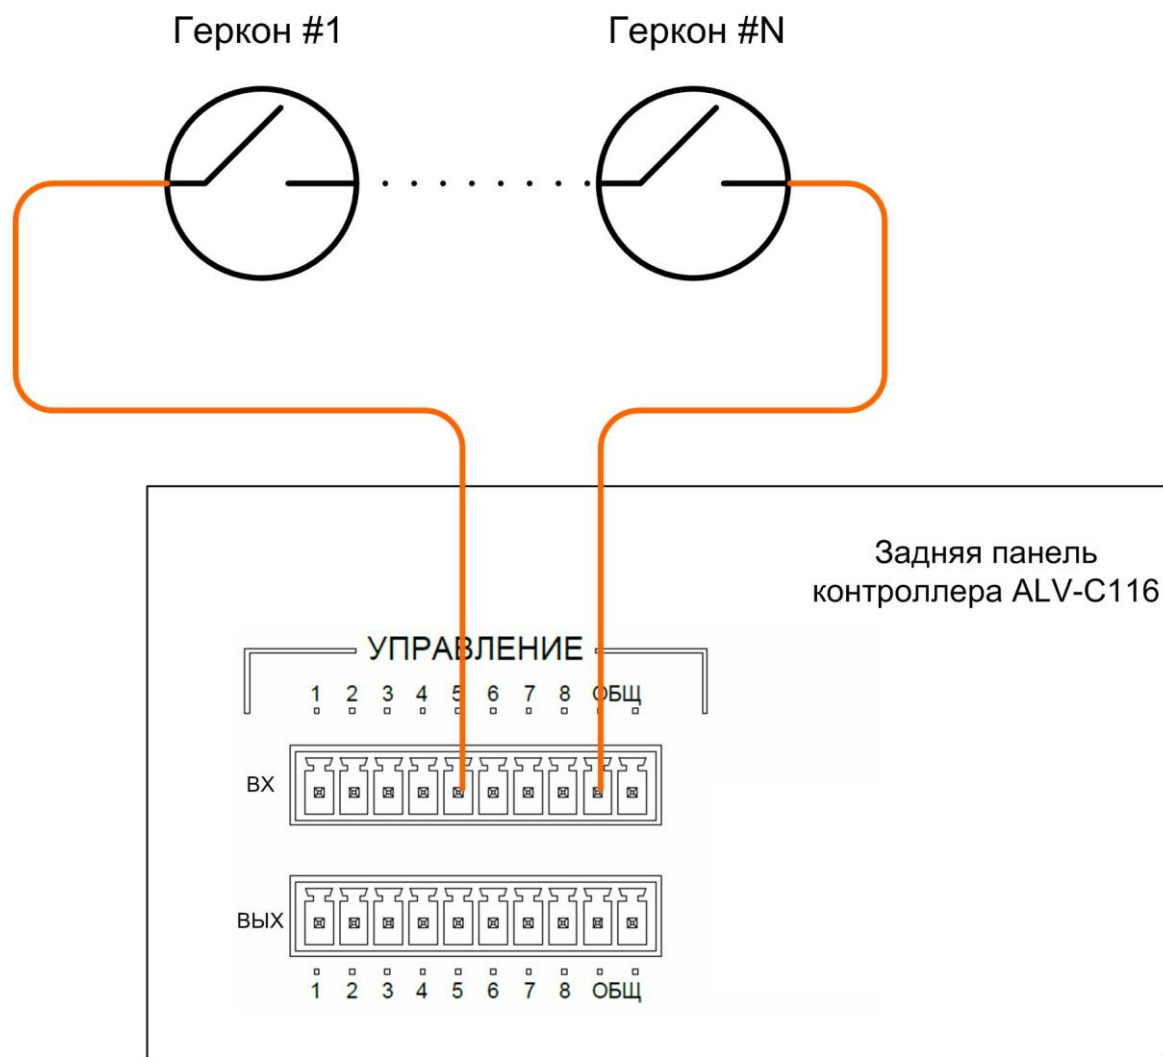 Геркон #1 Геркон #N
Задняя панель
контроллера ALV-C116
УПРАВЛЕНИЕ
1 2 3 4 5 6 7 8 ОБЩ
ВХ
ВЫХ
1 2 3 4 5 6 7 8 ОБЩ